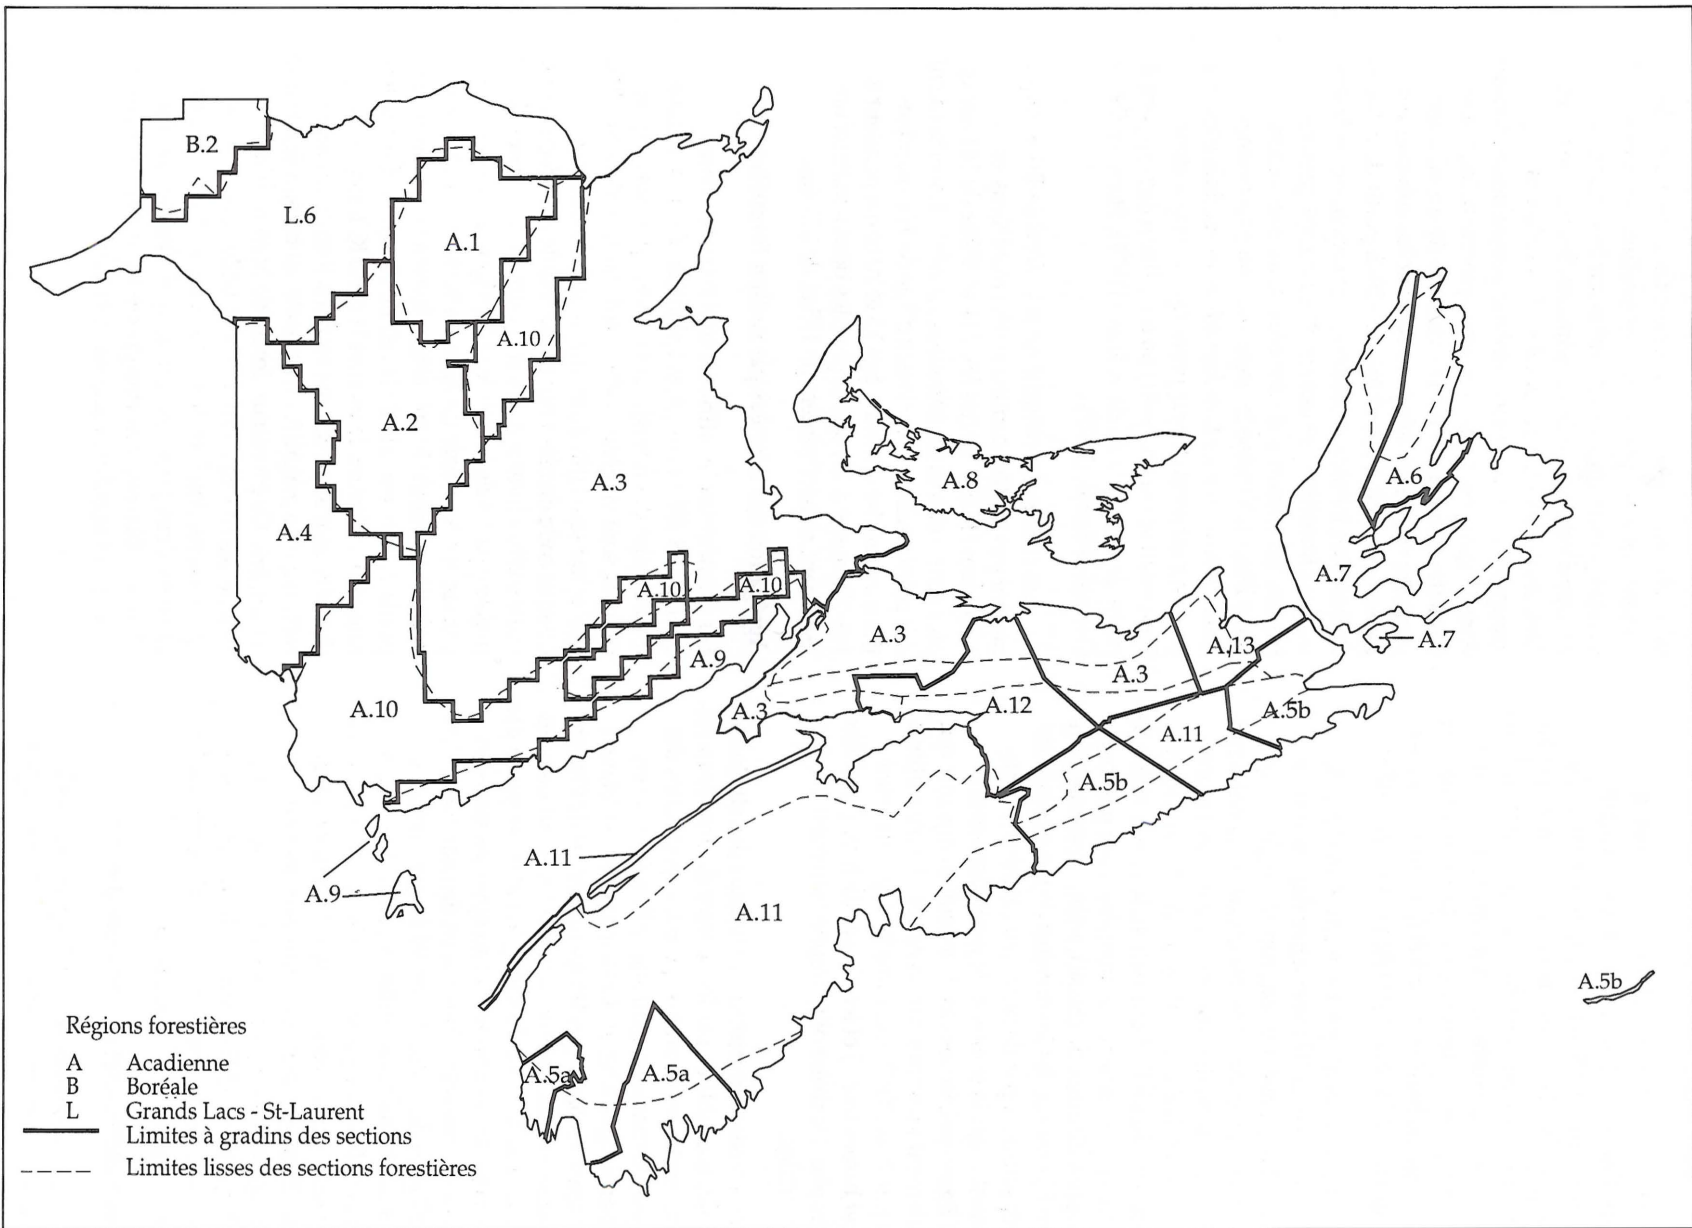 B.2
L.6
A.1
A.10
A.2
A.3
A.8
A.6
A.4
A.7
A.10
A.10
A.3
A.13
A.7
A.9
A.3
A.10
A.3
A.12
A.5b
A.11
A.5b
A.11
A.9
A.11
A.5b
A.5a
A.5a
Régions forestières
A Acadienne
B Boréale
L Grands Lacs - St-Laurent
Limites à gradins des sections
Limites lisses des sections forestières